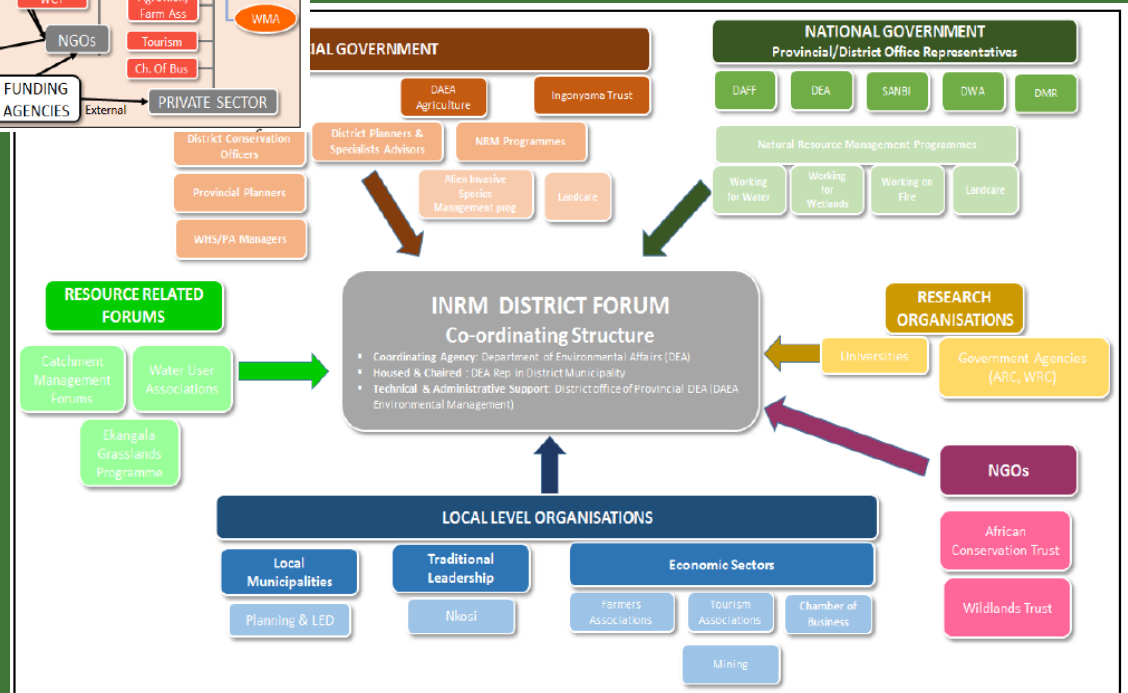 NGOs
FUNDING
AGENCIES
External
PRIVATE SECTOR
Farm Ass
Tourism
Ch. Of Bus
WMA
IAL GOVERNMENT
DAEA
Agriculture
Ingonyama Trust
District Conservation
Officers
District Planners &
Specialists Advisors
NRM Programmes
Provincial Planners
Alien Invasive
Species
Management prog
Landcare
WHS/PA Managers
NATIONAL GOVERNMENT
Provincial/District Office Representatives
DAFF
DEA
SANBI
DWA
DMR
Natural Resource Management Programmes
Working
for Water
Working
for
Wetlands
Working on
Fire
Landcare
RESOURCE RELATED
FORUMS
Catchment
Management
Forums
Water User
Associations
Ekangala
Grasslands
Programme
INRM DISTRICT FORUM
Co-ordinating Structure
▪ Coordinating Agency: Department of Environmental Affairs (DEA)
▪ Housed & Chaired : DEA Rep in District Municipality
▪ Technical & Administrative Support: District office of Provincial DEA (DAEA
Environmental Management)
RESEARCH
ORGANISATIONS
Universities
Government Agencies
(ARC, WRC)
NGOs
African
Conservation Trust
Wildlands Trust
LOCAL LEVEL ORGANISATIONS
Local
Municipalities
Planning & LED
Traditional
Leadership
Nkosi
Economic Sectors
Farmers
Associations
Tourism
Associations
Chamber of
Business
Mining